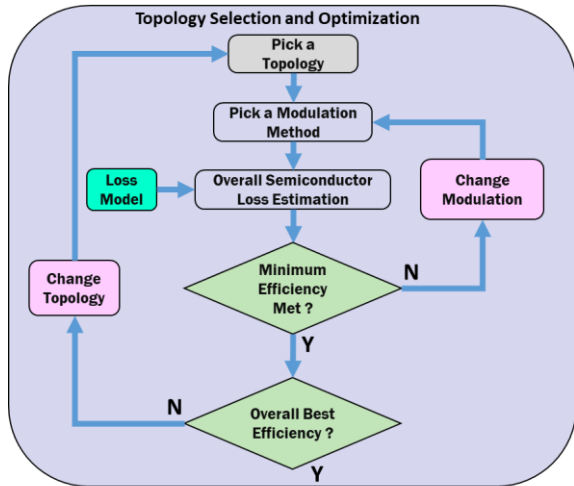 Topology Selection and Optimization
Pick a
Topology
Pick a Modulation
Method
Loss
Model
Overall Semiconductor
Loss Estimation
Change
Modulation
Minimum
Efficiency
Met ?
N
Y
Change
Topology
N
Overall Best
Efficiency ?
Y